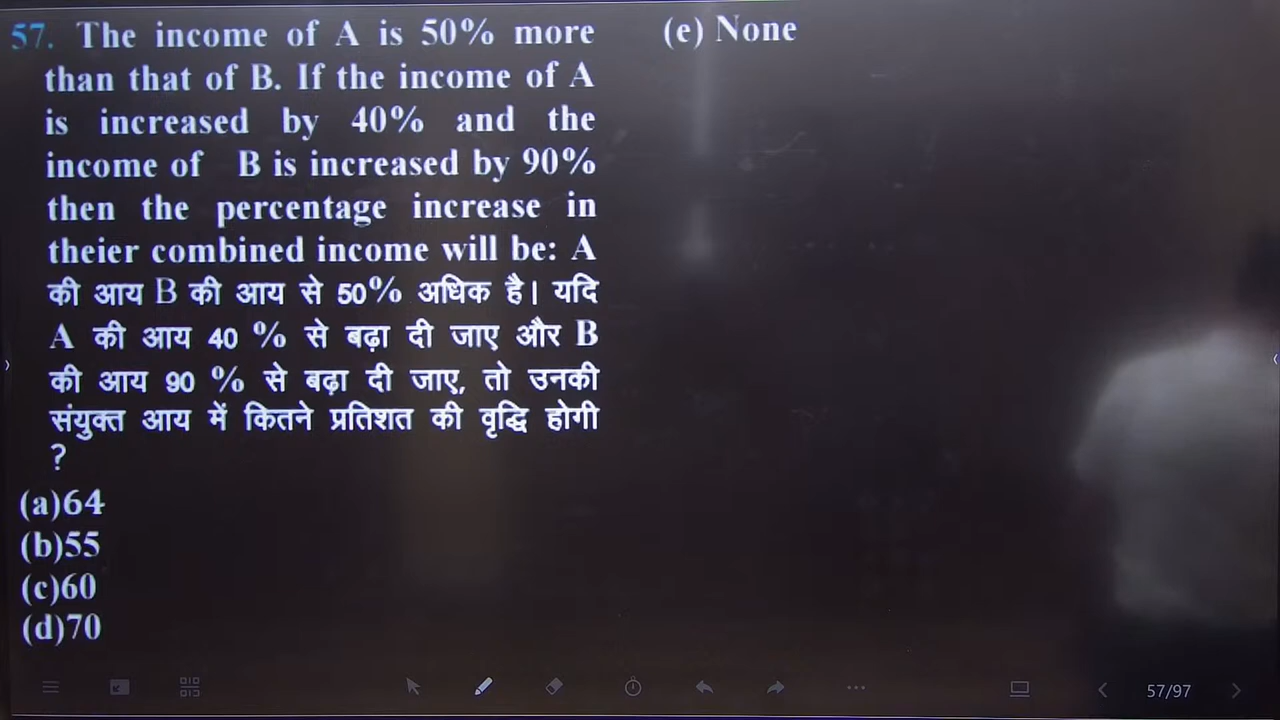 57. The income of A is 50% more
than that of B. If the income of A
is increased by 40% and the
income of B is increased by 90%
then the percentage increase in
theier combined income will be: A
की आय B की आय से 50% अधिक है। यदि
A की आय 40 % से बढ़ा दी जाए और B
की आय 90 % से बढ़ा दी जाए, तो उनकी
संयुक्त आय में कितने प्रतिशत की वृद्धि होगी
?
(a)64
(b)55
(c)60
(d)70
(e) None
57/97